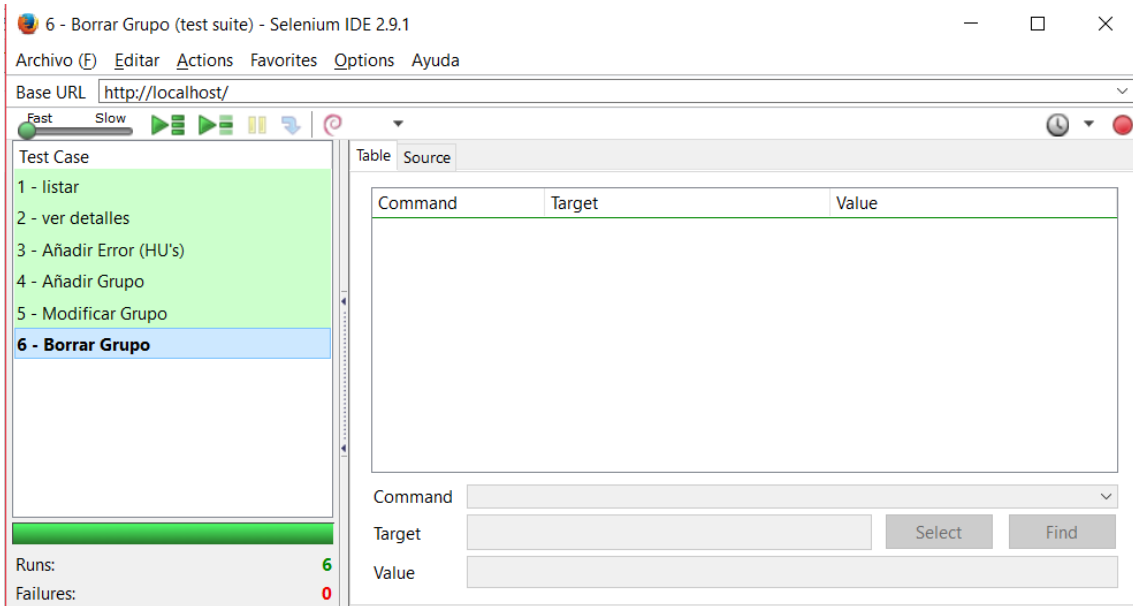 6 - Borrar Grupo (test suite) - Selenium IDE 2.9.1
Archivo (F) Editar Actions Favorites Options Ayuda
Base URL http://localhost/
Fast Slow
Test Case
1 - listar
2 - ver detalles
3 - Añadir Error (HU's)
4 - Añadir Grupo
5 - Modificar Grupo
6 - Borrar Grupo
Runs: 6
Failures: 0
Table Source
Command Target Value
Command
Target Select Find
Value